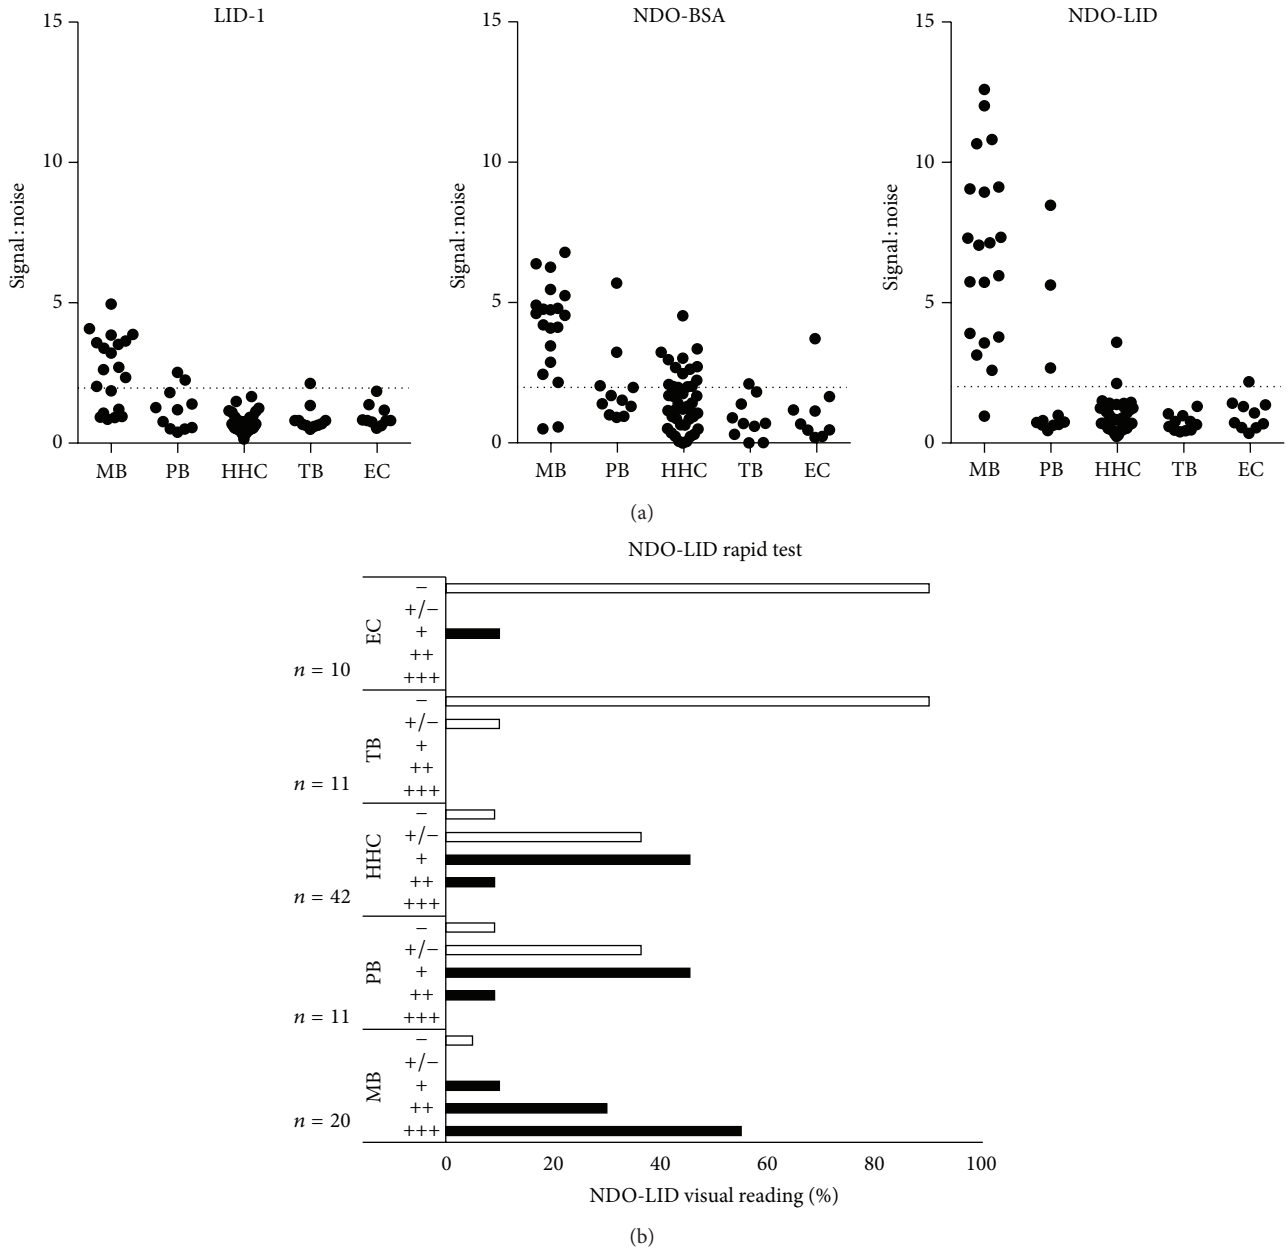 LID-1
15
10
5
0
Signal : noise
MB PB HHC TB EC
NDO-BSA
15
10
5
0
Signal : noise
MB PB HHC TB EC
NDO-LID
15
10
5
0
Signal : noise
MB PB HHC TB EC
(a)
NDO-LID rapid test
EC
n = 10
−
+/−
+
++
+++
TB
n = 11
−
+/−
+
++
+++
HHC
n = 42
−
+/−
+
++
+++
PB
n = 11
−
+/−
+
++
+++
MB
n = 20
−
+/−
+
++
+++
0 20 40 60 80 100
NDO-LID visual reading (%)
(b)